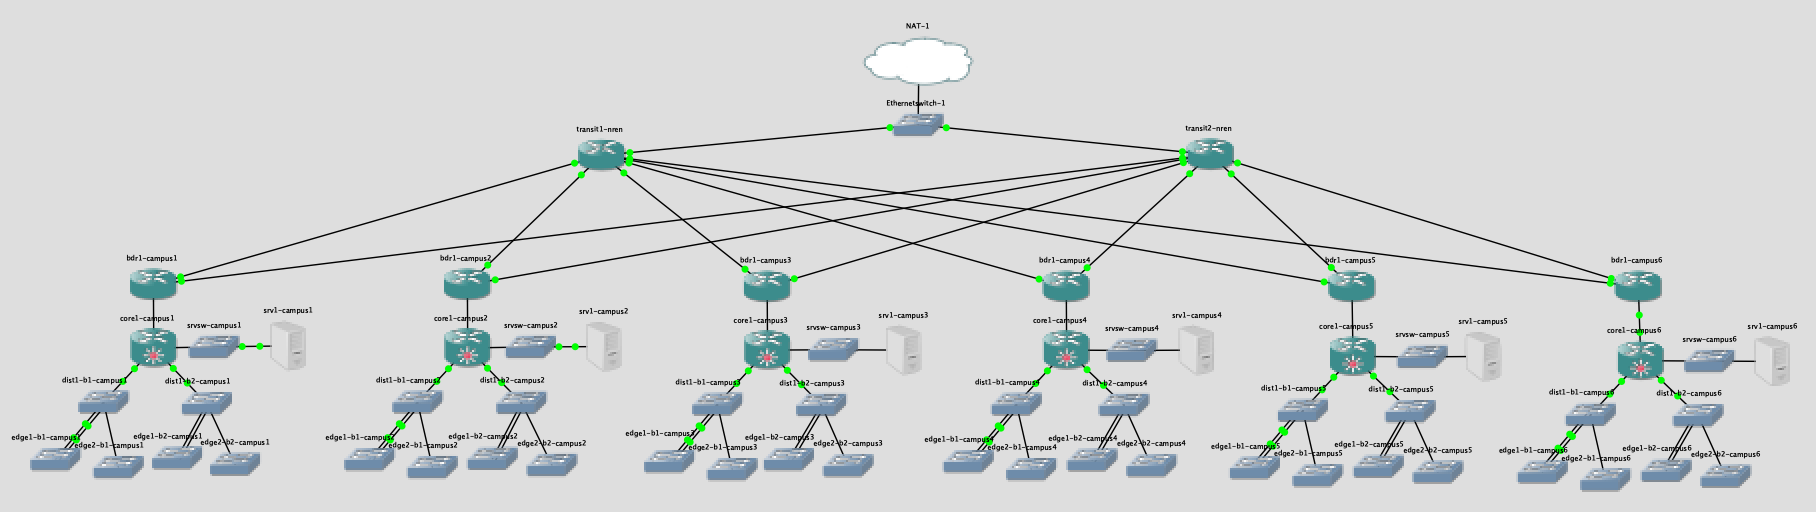 NAT-1
Ethernetswitch-1
transit1-nren
transit2-nren
bdr1-campus1
bdr1-campus2
bdr1-campus3
bdr1-campus4
bdr1-campus5
bdr1-campus6
core1-campus1
srvsw-campus1
srv1-campus1
core1-campus2
srvsw-campus2
srv1-campus2
core1-campus3
srvsw-campus3
srv1-campus3
core1-campus4
srvsw-campus4
srv1-campus4
core1-campus5
srvsw-campus5
srv1-campus5
core1-campus6
srvsw-campus6
srv1-campus6
dist1-b1-campus1
dist1-b2-campus1
dist1-b1-campus2
dist1-b2-campus2
dist1-b1-campus3
dist1-b2-campus3
dist1-b1-campus4
dist1-b2-campus4
dist1-b1-campus5
dist1-b2-campus5
dist1-b1-campus6
dist1-b2-campus6
edge1-b1-campus1
edge2-b1-campus1
edge1-b2-campus1
edge2-b2-campus1
edge1-b1-campus2
edge2-b1-campus2
edge1-b2-campus2
edge2-b2-campus2
edge1-b1-campus3
edge2-b1-campus3
edge1-b2-campus3
edge2-b2-campus3
edge1-b1-campus4
edge2-b1-campus4
edge1-b2-campus4
edge2-b2-campus4
edge1-b1-campus5
edge2-b1-campus5
edge1-b2-campus5
edge2-b2-campus5
edge1-b1-campus6
edge2-b1-campus6
edge1-b2-campus6
edge2-b2-campus6